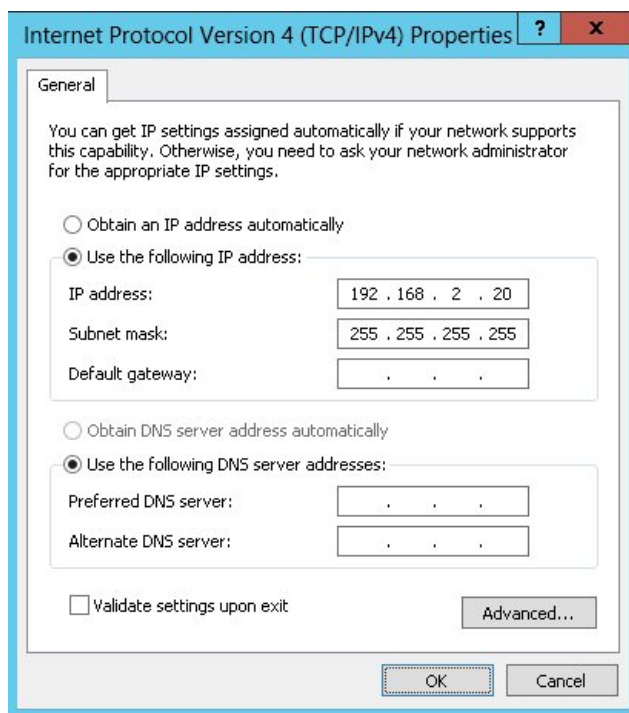 Internet Protocol Version 4 (TCP/IPv4) Properties ? x
General
You can get IP settings assigned automatically if your network supports
this capability. Otherwise, you need to ask your network administrator
for the appropriate IP settings.
Obtain an IP address automatically
Use the following IP address:
IP address: 192 . 168 . 2 . 20
Subnet mask: 255 . 255 . 255 . 255
Default gateway: . . .
Obtain DNS server address automatically
Use the following DNS server addresses:
Preferred DNS server: . . .
Alternate DNS server: . . .
Validate settings upon exit
Advanced...
OK Cancel